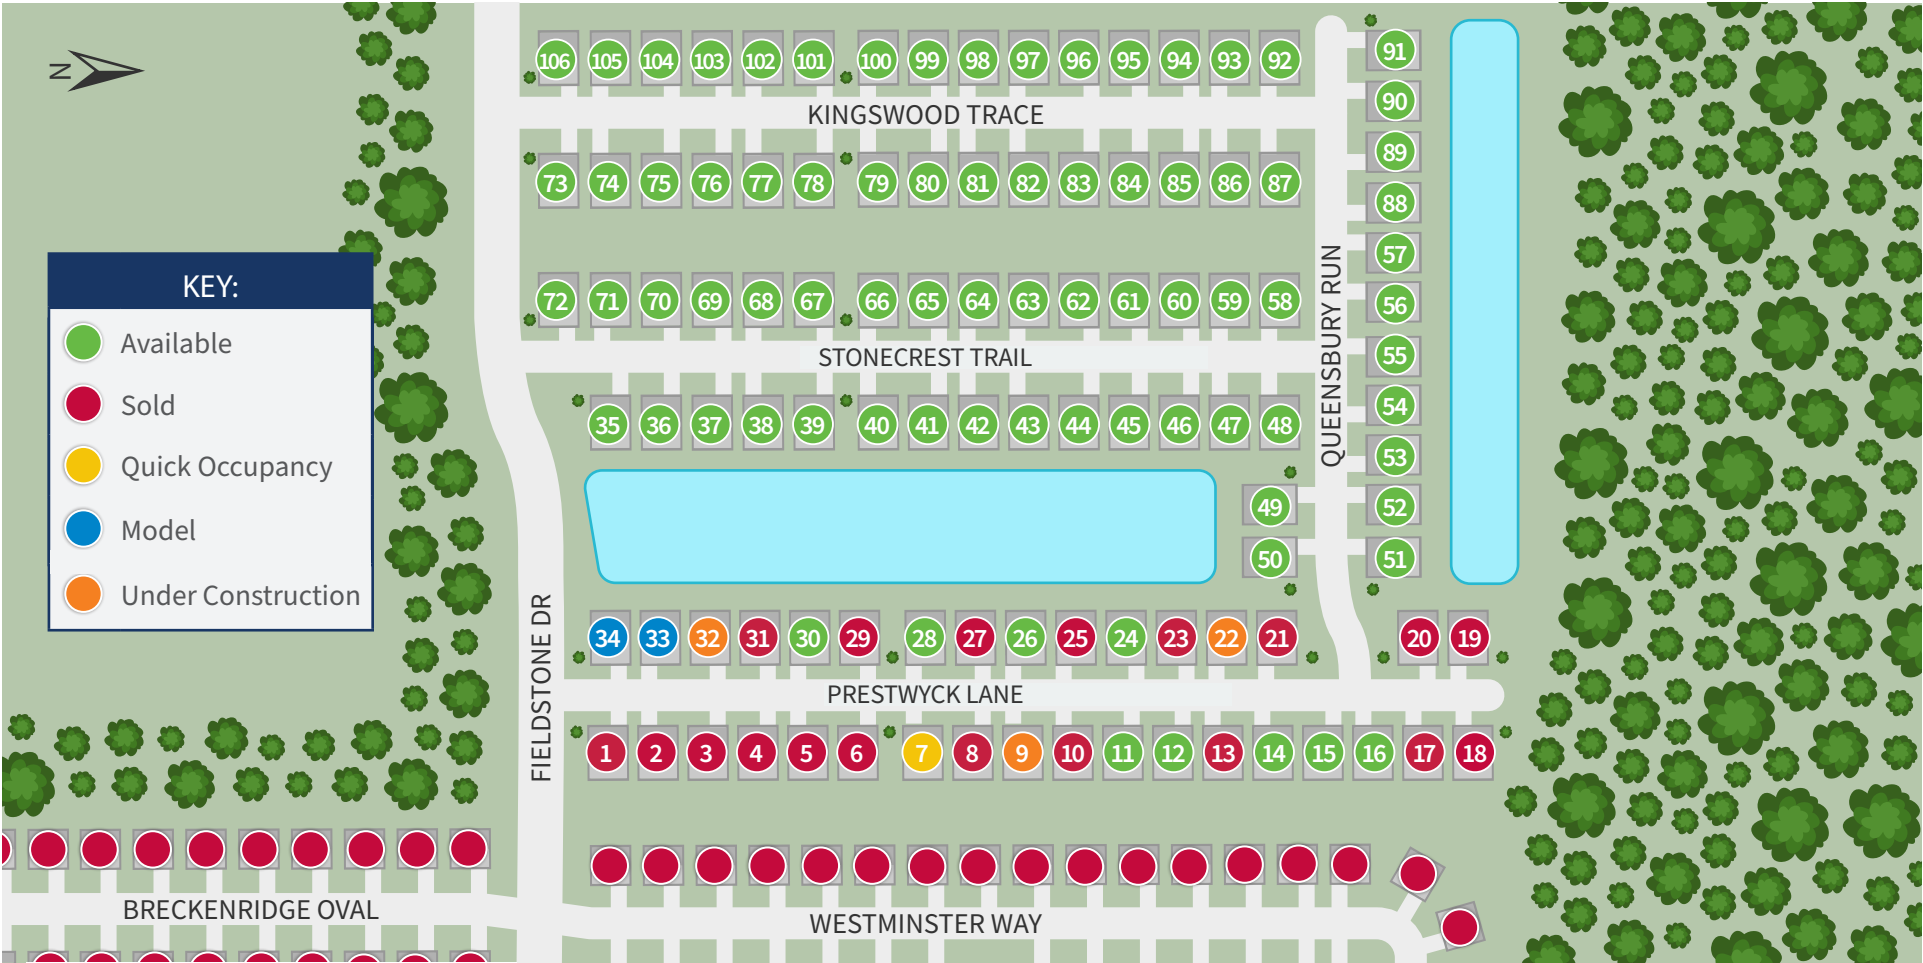 106 105 104 103 102 101 100 99 98 97 96 95 94 93 92 91
90
KINGSWOOD TRACE
89
73 74 75 76 77 78 79 80 81 82 83 84 85 86 87
88
N
KEY:
Available
Sold
Quick Occupancy
Model
Under Construction
57
72 71 70 69 68 67 66 65 64 63 62 61 60 59 58 56
STONECREST TRAIL
QUEENSBURY RUN
55
54
35 36 37 38 39 40 41 42 43 44 45 46 47 48
53
49 52
50 51
FIELDSTONE DR
34 33 32 31 30 29 28 27 26 25 24 23 22 21 20 19
PRESTWYCK LANE
1 2 3 4 5 6 7 8 9 10 11 12 13 14 15 16 17 18
BRECKENRIDGE OVAL
WESTMINSTER WAY